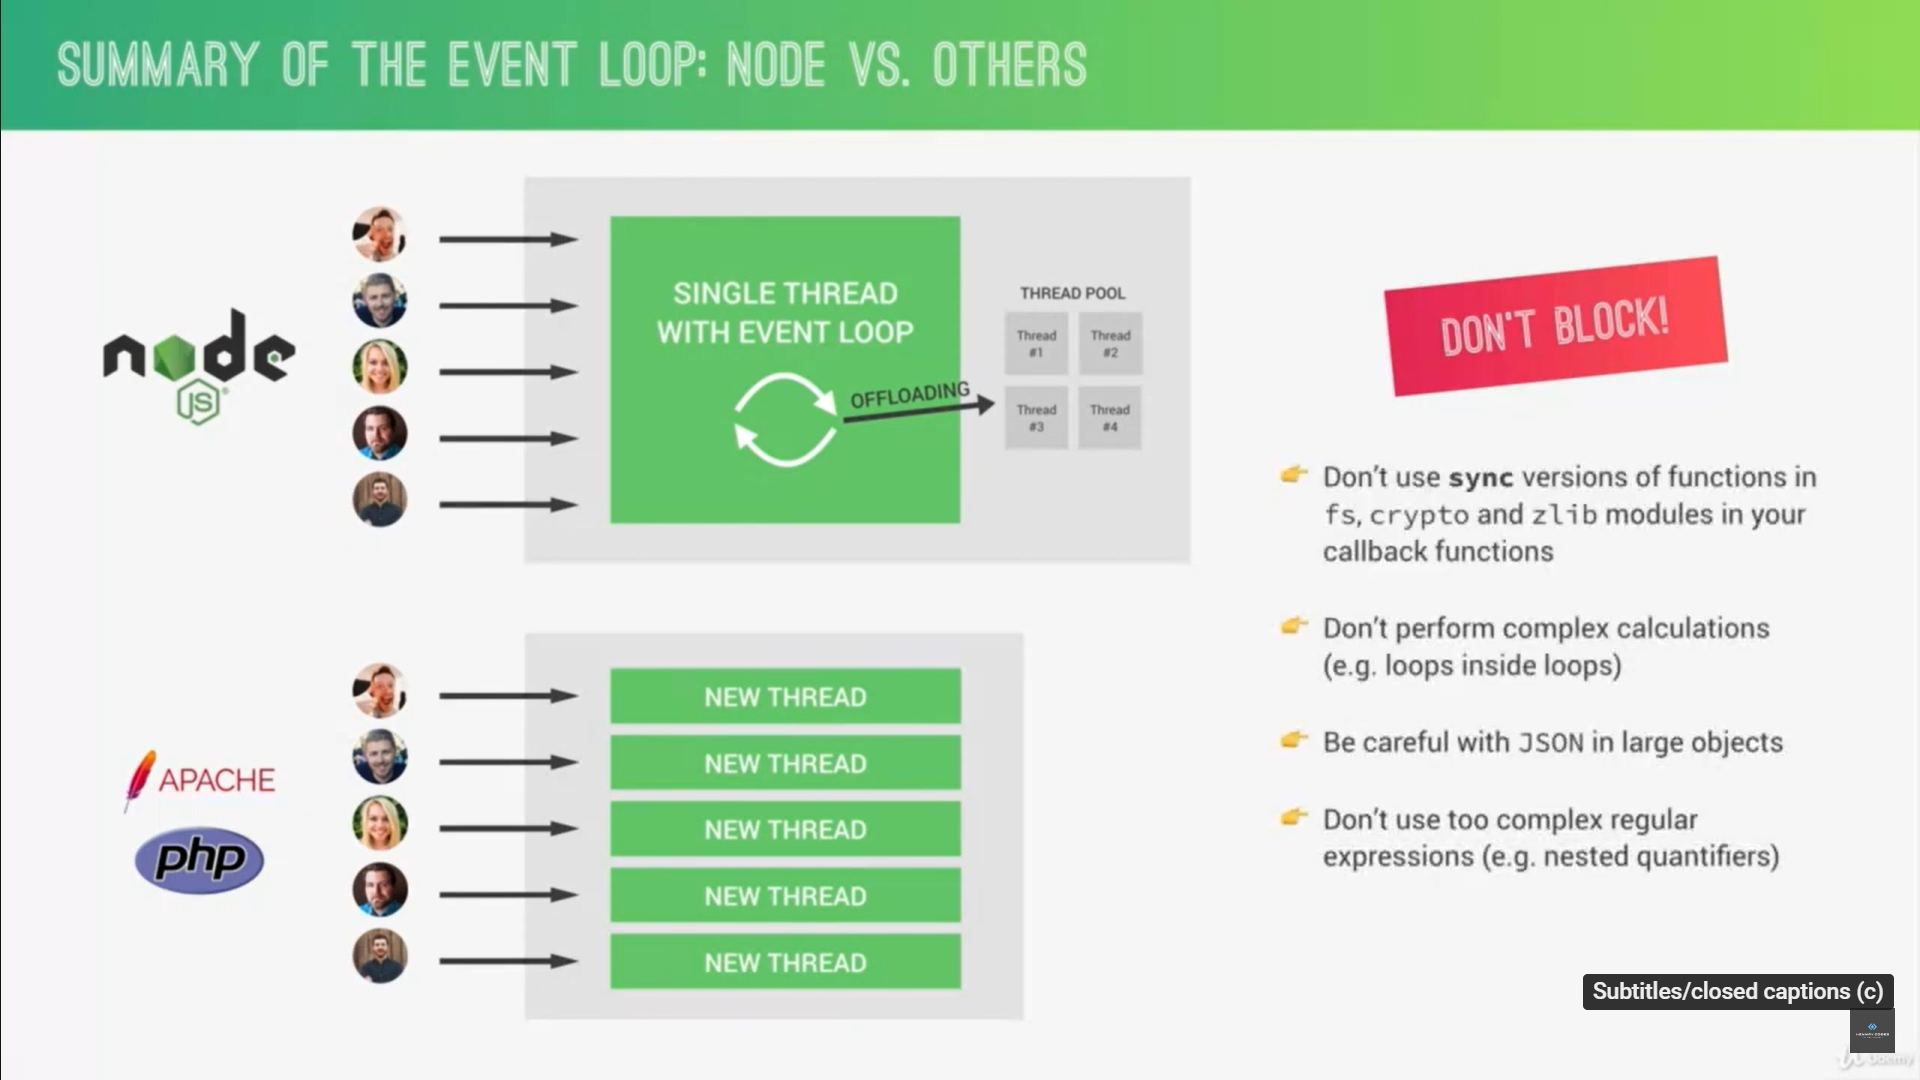 SUMMARY OF THE EVENT LOOP: NODE VS. OTHERS
node
JS
SINGLE THREAD
WITH EVENT LOOP
OFFLOADING
THREAD POOL
Thread
#1
Thread
#2
Thread
#3
Thread
#4
APACHE
php
NEW THREAD
NEW THREAD
NEW THREAD
NEW THREAD
NEW THREAD
DON'T BLOCK!
Don't use sync versions of functions in
fs, crypto and zlib modules in your
callback functions
Don't perform complex calculations
(e.g. loops inside loops)
Be careful with JSON in large objects
Don't use too complex regular
expressions (e.g. nested quantifiers)
Subtitles/closed captions (c)
Udemy